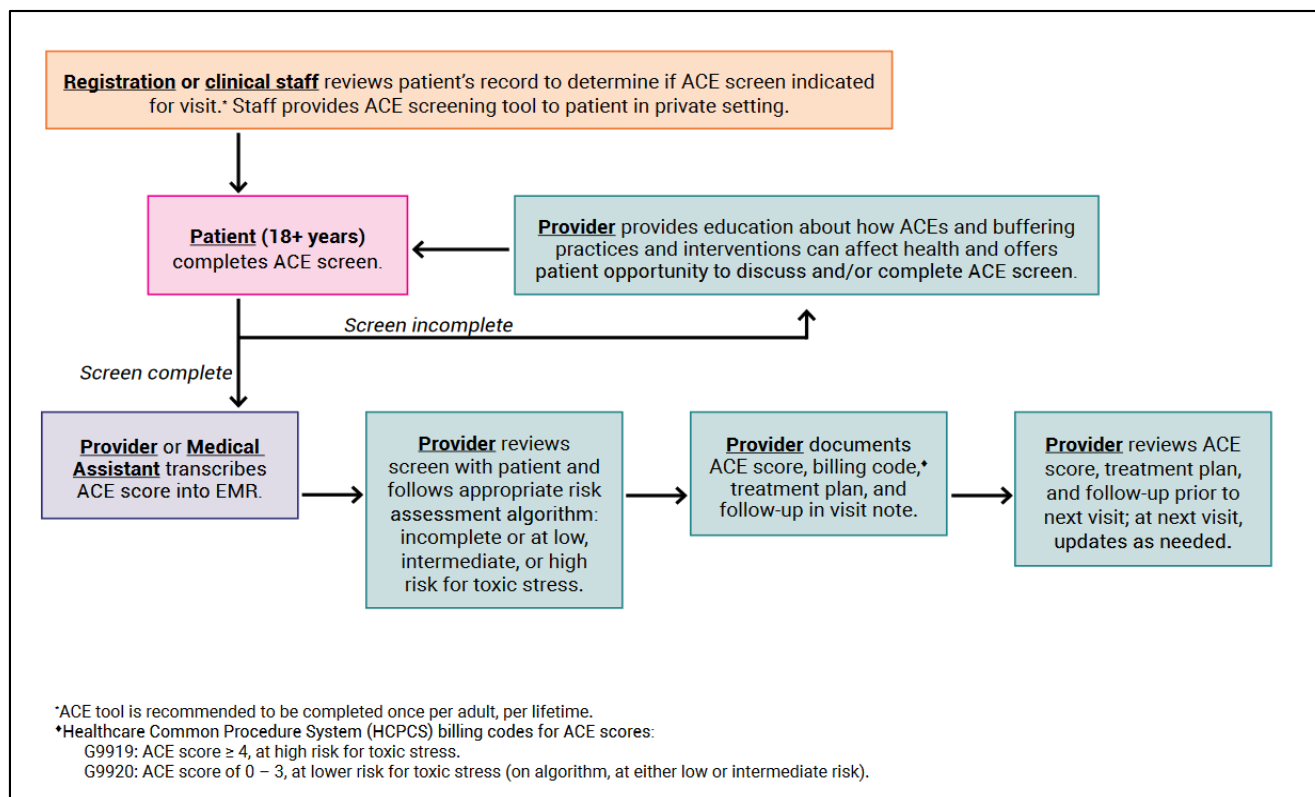 Registration or clinical staff reviews patient's record to determine if ACE screen indicated
for visit.* Staff provides ACE screening tool to patient in private setting.
Patient (18+ years)
completes ACE screen.
Provider provides education about how ACEs and buffering
practices and interventions can affect health and offers
patient opportunity to discuss and/or complete ACE screen.
Screen incomplete
Screen complete
Provider or Medical
Assistant transcribes
ACE score into EMR.
Provider reviews
screen with patient and
follows appropriate risk
assessment algorithm:
incomplete or at low,
intermediate, or high
risk for toxic stress.
Provider documents
ACE score, billing code,♦
treatment plan, and
follow-up in visit note.
Provider reviews ACE
score, treatment plan,
and follow-up prior to
next visit; at next visit,
updates as needed.
*ACE tool is recommended to be completed once per adult, per lifetime.
♦Healthcare Common Procedure System (HCPCS) billing codes for ACE scores:
G9919: ACE score ≥ 4, at high risk for toxic stress.
G9920: ACE score of 0 – 3, at lower risk for toxic stress (on algorithm, at either low or intermediate risk).